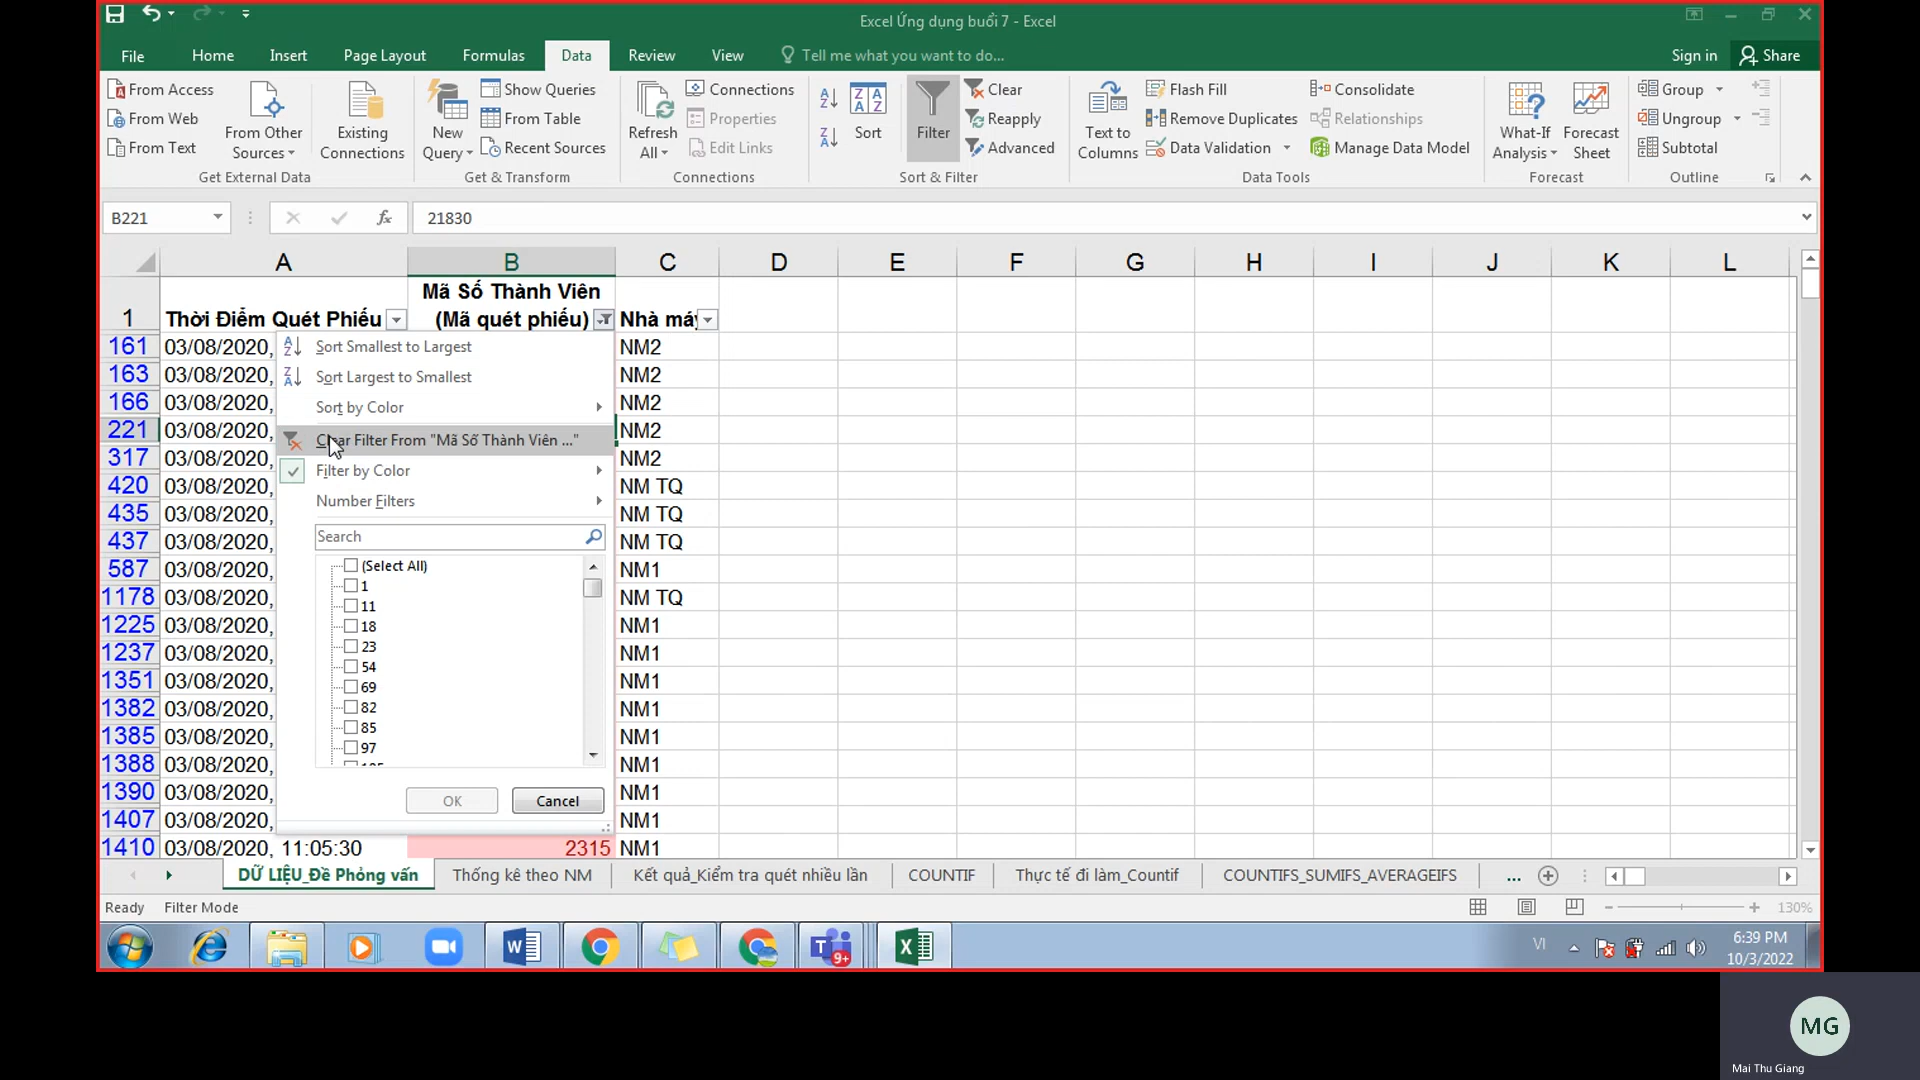 Excel Ứng dụng buổi 7 - Excel
File Home Insert Page Layout Formulas Data Review View Tell me what you want to do... Sign in Share
From Access
From Web
From Text
From Other Sources
Existing Connections
Get External Data
New Query
Show Queries
From Table
Recent Sources
Get & Transform
Refresh All
Connections
Properties
Edit Links
Connections
Sort
Filter
Clear
Reapply
Advanced
Sort & Filter
Text to Columns
Flash Fill
Remove Duplicates
Data Validation
Consolidate
Relationships
Manage Data Model
Data Tools
What-If Analysis
Forecast Sheet
Forecast
Group
Ungroup
Subtotal
Outline
B221 fx 21830
A B C D E F G H I J K L
1 Thời Điểm Quét Phiếu Mã Số Thành Viên (Mã quét phiếu) Nhà máy
161 03/08/2020, NM2
163 03/08/2020, NM2
166 03/08/2020, NM2
221 03/08/2020, NM2
317 03/08/2020, NM2
420 03/08/2020, NM TQ
435 03/08/2020, NM TQ
437 03/08/2020, NM TQ
587 03/08/2020, NM1
1178 03/08/2020, NM TQ
1225 03/08/2020, NM1
1237 03/08/2020, NM1
1351 03/08/2020, NM1
1382 03/08/2020, NM1
1385 03/08/2020, NM1
1388 03/08/2020, NM1
1390 03/08/2020, NM1
1407 03/08/2020, NM1
1410 03/08/2020, 11:05:30 2315 NM1
Sort Smallest to Largest
Sort Largest to Smallest
Sort by Color
Clear Filter From "Mã Số Thành Viên ..."
Filter by Color
Number Filters
Search
(Select All)
1
11
18
23
54
69
82
85
97
OK Cancel
DỮ LIỆU_Đề Phỏng vấn Thống kê theo NM Kết quả_Kiểm tra quét nhiều lần COUNTIF Thực tế đi làm_Countif COUNTIFS_SUMIFS_AVERAGEIFS ...
Ready Filter Mode 130%
9+
VI
6:39 PM
10/3/2022
MG
Mai Thu Giang